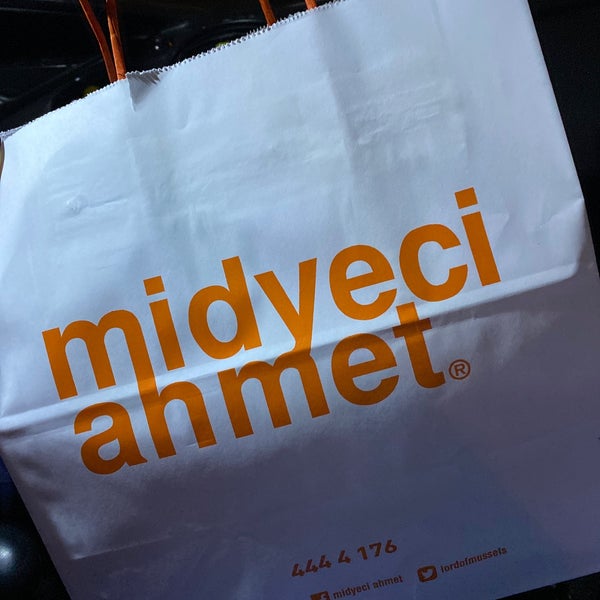 midyeci
ahmet®
444 4 176
midyeci ahmet lordofmussels